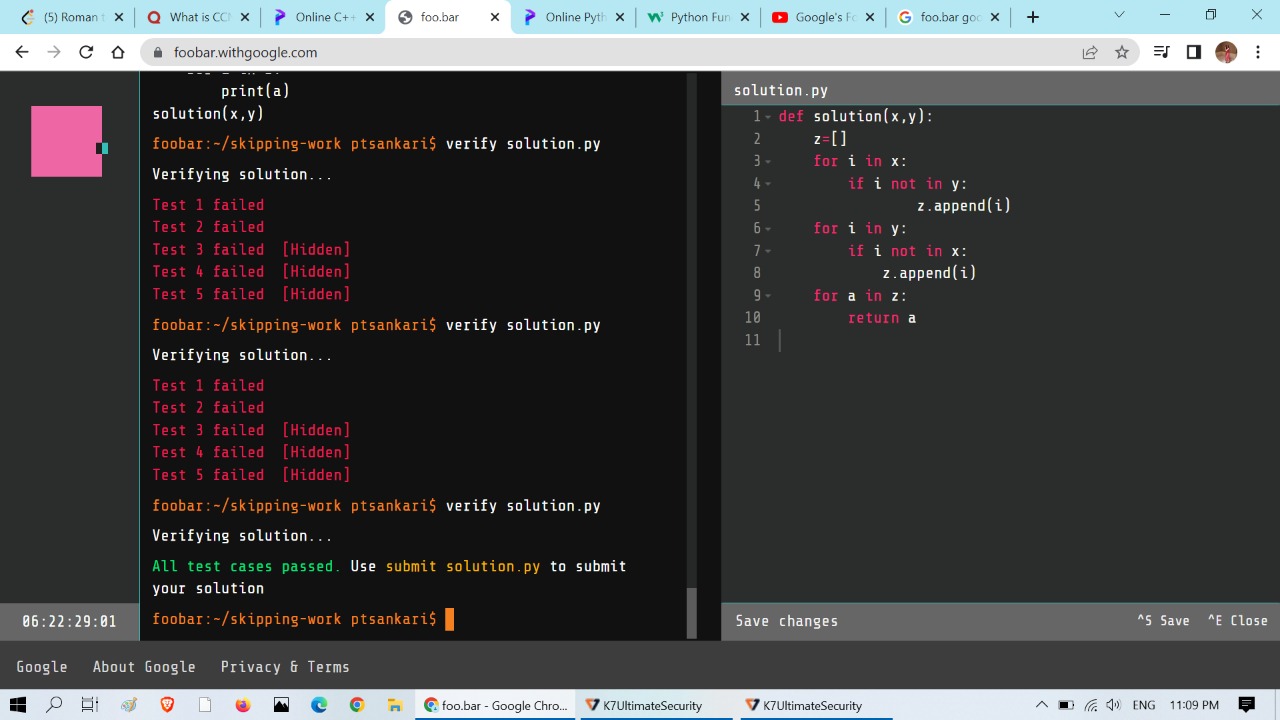 (5) Roman t
What is CCN
Online C++
foo.bar
Online Pyth
Python Fun
Google's Fo
foo.bar goo
foobar.withgoogle.com
print(a)
solution(x,y)
foobar:~/skipping-work ptsankari$ verify solution.py
Verifying solution...
Test 1 failed
Test 2 failed
Test 3 failed [Hidden]
Test 4 failed [Hidden]
Test 5 failed [Hidden]
foobar:~/skipping-work ptsankari$ verify solution.py
Verifying solution...
Test 1 failed
Test 2 failed
Test 3 failed [Hidden]
Test 4 failed [Hidden]
Test 5 failed [Hidden]
foobar:~/skipping-work ptsankari$ verify solution.py
Verifying solution...
All test cases passed. Use submit solution.py to submit
your solution
foobar:~/skipping-work ptsankari$
06:22:29:01
solution.py
1 def solution(x,y):
2 z=[]
3 for i in x:
4 if i not in y:
5 z.append(i)
6 for i in y:
7 if i not in x:
8 z.append(i)
9 for a in z:
10 return a
11
Save changes
^S Save ^E Close
Google About Google Privacy & Terms
foo.bar - Google Chro...
K7UltimateSecurity
K7UltimateSecurity
ENG 11:09 PM